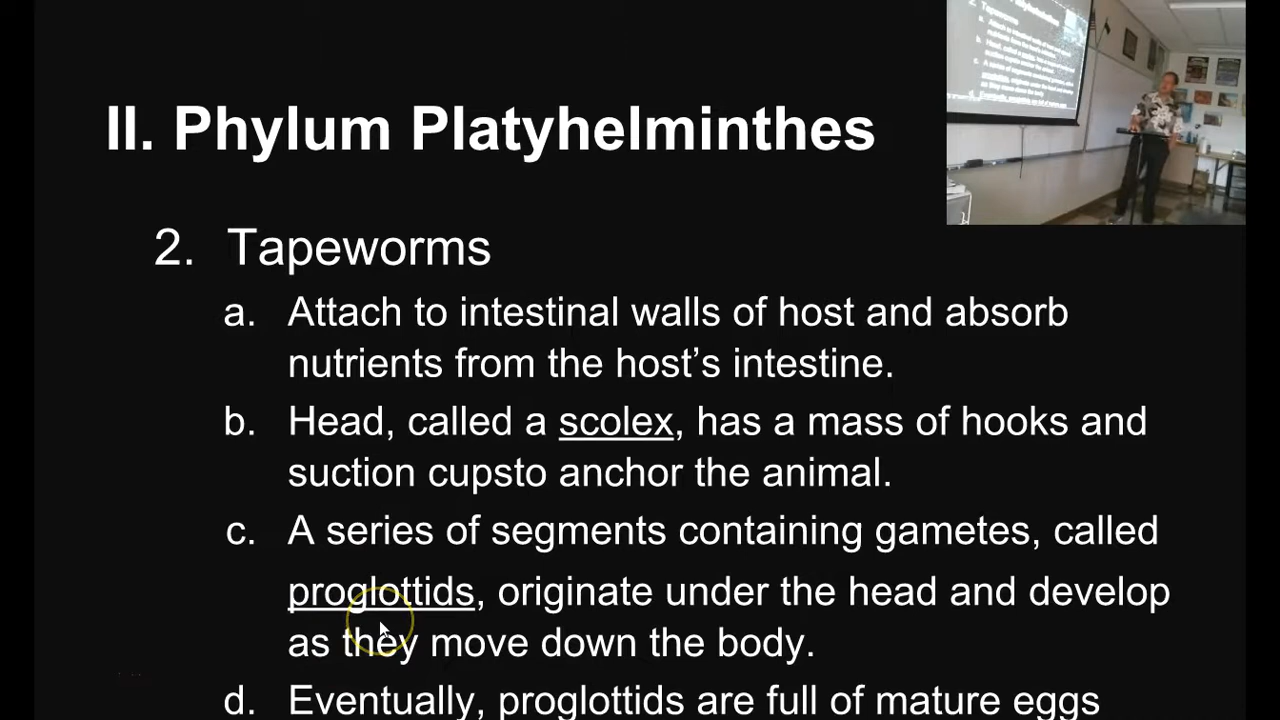 II. Phylum Platyhelminthes
2. Tapeworms
a. Attach to intestinal walls of host and absorb
nutrients from the host's intestine.
b. Head, called a scolex, has a mass of hooks and
suction cupsto anchor the animal.
c. A series of segments containing gametes, called
proglottids, originate under the head and develop
as they move down the body.
d. Eventually, proglottids are full of mature eggs